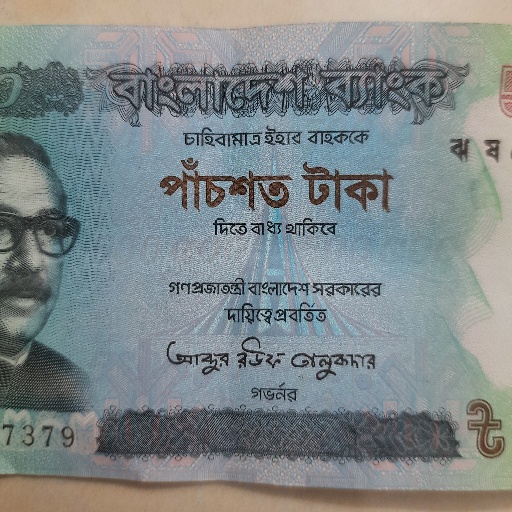 বাংলাদেশ ব্যাংক
চাহিবামাত্র ইহার বাহককে
ঝ ষ
পাঁচশত টাকা
দিতে বাধ্য থাকিবে
গণপ্রজাতন্ত্রী বাংলাদেশ সরকারের
দায়িত্বে প্রবর্তিত
আব্দুর রউফ তালুকদার
গভর্নর
7379
৳